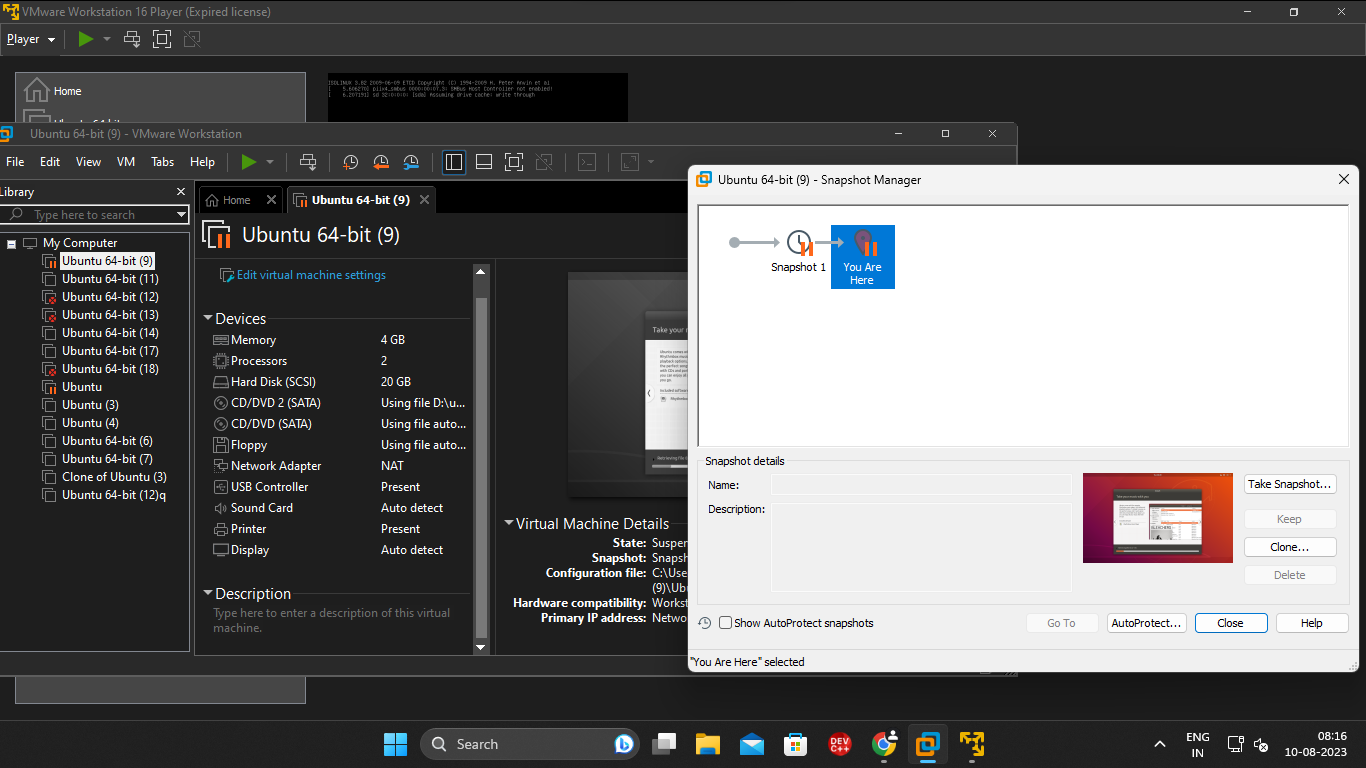 VMware Workstation 16 Player (Expired license)
Player
Home
ISOLINUX 3.82 2009-06-09 ETCD Copyright (C) 1994-2009 H. Peter Anvin et al
[ 5.606270] piix4_smbus 0000:00:07.3: SMBus Host Controller not enabled!
[ 6.207191] sd 32:0:0:0: [sda] Assuming drive cache: write through
Ubuntu 64-bit (9) - VMware Workstation
File Edit View VM Tabs Help
Library
Type here to search
My Computer
Ubuntu 64-bit (9)
Ubuntu 64-bit (11)
Ubuntu 64-bit (12)
Ubuntu 64-bit (13)
Ubuntu 64-bit (14)
Ubuntu 64-bit (17)
Ubuntu 64-bit (18)
Ubuntu
Ubuntu (3)
Ubuntu (4)
Ubuntu 64-bit (6)
Ubuntu 64-bit (7)
Clone of Ubuntu (3)
Ubuntu 64-bit (12)q
Home
Ubuntu 64-bit (9)
Ubuntu 64-bit (9)
Edit virtual machine settings
Devices
Memory 4 GB
Processors 2
Hard Disk (SCSI) 20 GB
CD/DVD 2 (SATA) Using file D:\u...
CD/DVD (SATA) Using file auto...
Floppy Using file auto...
Network Adapter NAT
USB Controller Present
Sound Card Auto detect
Printer Present
Display Auto detect
Description
Type here to enter a description of this virtual
machine.
Take your
Virtual Machine Details
State: Suspen
Snapshot: Snapsh
Configuration file: C:\Use
(9)\Ubu
Hardware compatibility: Workst
Primary IP address: Netwo
Ubuntu 64-bit (9) - Snapshot Manager
Snapshot 1
You Are
Here
Snapshot details
Name:
Description:
Take Snapshot...
Keep
Clone...
Delete
Show AutoProtect snapshots
Go To
AutoProtect...
Close
Help
"You Are Here" selected
Search
DEV
C++
ENG
IN
08:16
10-08-2023